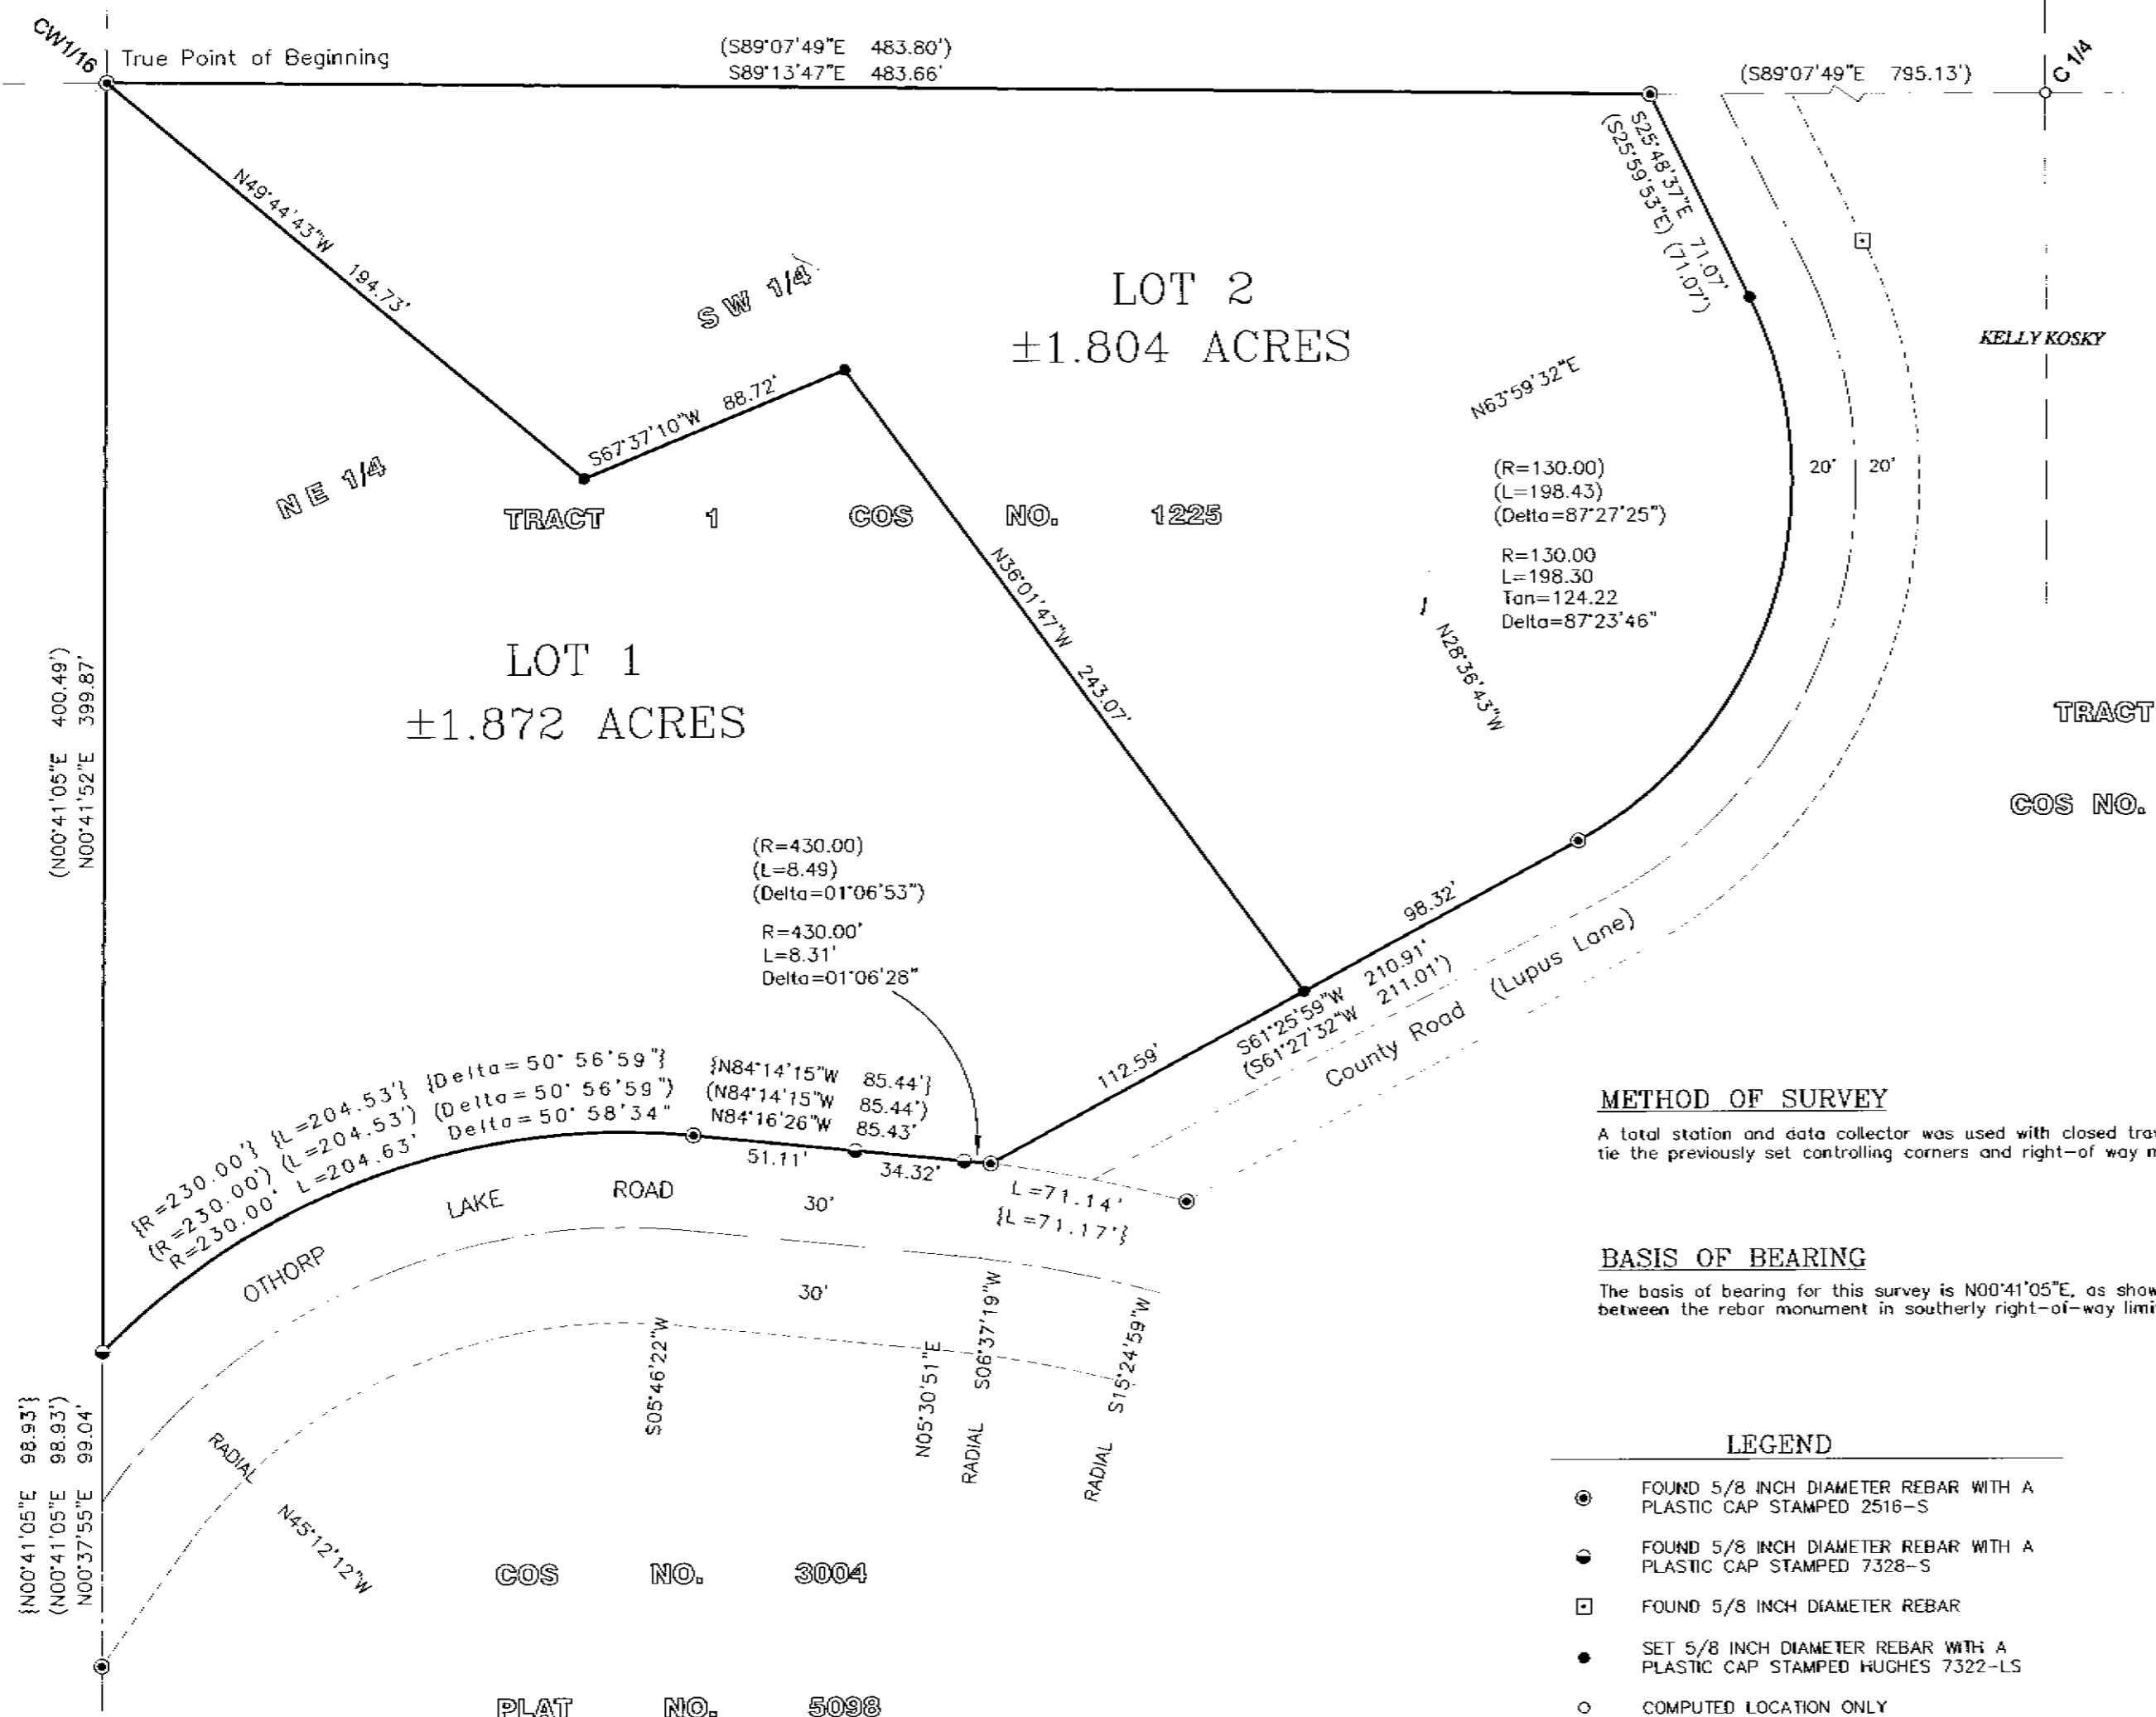 CW1/16
True Point of Beginning
(S89°07'49"E 483.80')
S89°13'47"E 483.66'
(S89°07'49"E 795.13')
C 1/4
S25°48'37"E 71.07'
(S25°59'53"E) (71.07')
N49°44'43"W 194.73'
SW 1/4
LOT 2
±1.804 ACRES
KELLY KOSKY
S67°37'10"W 88.72'
N63°59'32"E
NE 1/4
TRACT 1 COS NO. 1225
(R=130.00)
(L=198.43)
(Delta=87°27'25")
R=130.00
L=198.30
Tan=124.22
Delta=87°23'46"
20' 20'
N36°01'47"W 243.07'
N28°36'43"W
LOT 1
±1.872 ACRES
(N00°41'05"E 400.49')
N00°41'52"E 399.87'
TRACT
COS NO.
(R=430.00)
(L=8.49)
(Delta=01°06'53")
R=430.00'
L=8.31'
Delta=01°06'28"
98.32'
S61°25'59"W 210.91'
(S61°27'32"W 211.01')
County Road (Lupus Lane)
112.59'
{R=230.00'} {L=204.53'} {Delta=50°56'59"}
(R=230.00') (L=204.53') (Delta=50°56'59")
R=230.00' L=204.63' Delta=50°58'34"
{N84°14'15"W 85.44'}
(N84°14'15"W 85.44')
N84°16'26"W 85.43'
51.11'
34.32'
OTHORP LAKE ROAD
30'
30'
L=71.14'
{L=71.17'}
METHOD OF SURVEY
A total station and data collector was used with closed trav
tie the previously set controlling corners and right-of way m
BASIS OF BEARING
The basis of bearing for this survey is N00°41'05"E, as show
between the rebar monument in southerly right-of-way limi
S05°46'22"W
N05°30'51"E
RADIAL S06°37'19"W
RADIAL S15°24'59"W
RADIAL N45°12'12"W
{N00°41'05"E 98.93'}
(N00°41'05"E 98.93')
N00°37'55"E 99.04'
COS NO. 3004
PLAT NO. 5098
LEGEND
FOUND 5/8 INCH DIAMETER REBAR WITH A
PLASTIC CAP STAMPED 2516-S
FOUND 5/8 INCH DIAMETER REBAR WITH A
PLASTIC CAP STAMPED 7328-S
FOUND 5/8 INCH DIAMETER REBAR
SET 5/8 INCH DIAMETER REBAR WITH A
PLASTIC CAP STAMPED HUGHES 7322-LS
COMPUTED LOCATION ONLY